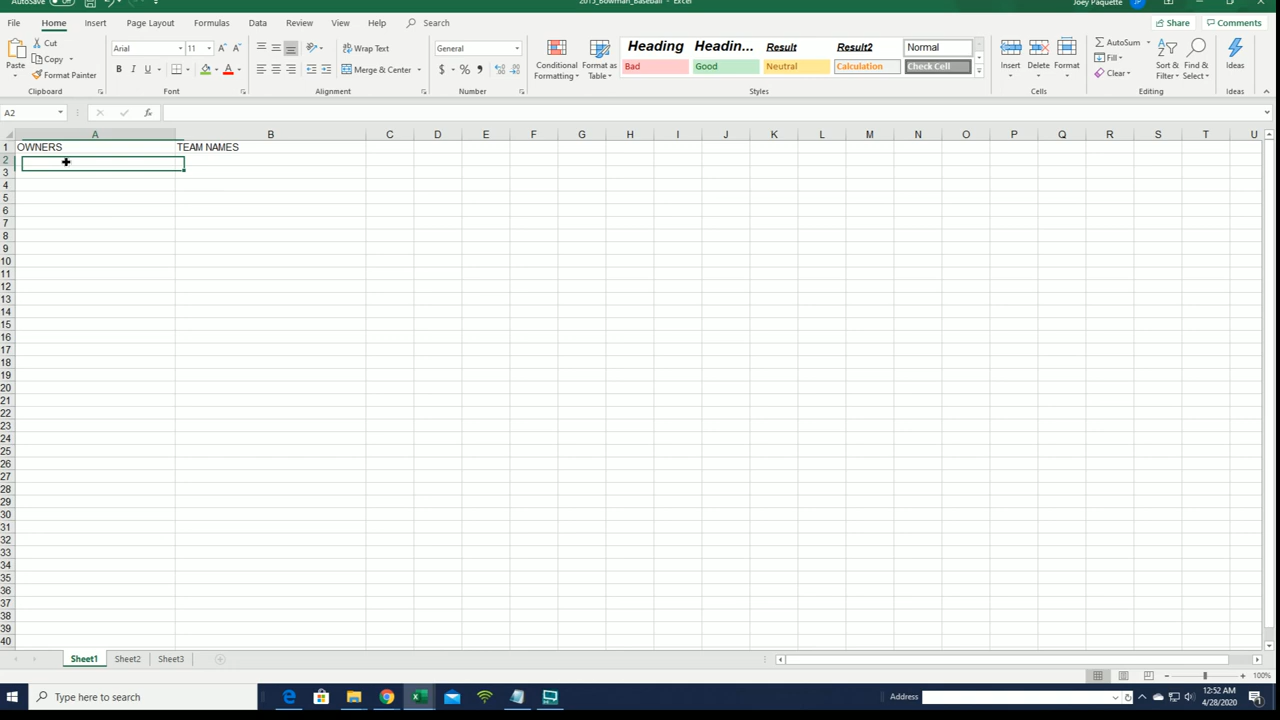 AutoSave Off 2015_Bowman_Baseball - Excel Joey Paquette JP
File Home Insert Page Layout Formulas Data Review View Help Search Share Comments
Paste Cut Copy Format Painter
Arial 11 A A Wrap Text General
B I U A Merge & Center $ %
Conditional Formatting Format as Table
Heading Headin... Result Result2 Normal
Bad Good Neutral Calculation Check Cell
Insert Delete Format
AutoSum Fill Clear Sort & Filter Find & Select Ideas
Clipboard Font Alignment Number Styles Cells Editing Ideas
A2 fx
A B C D E F G H I J K L M N O P Q R S T U
1 OWNERS TEAM NAMES
2
3
4
5
6
7
8
9
10
11
12
13
14
15
16
17
18
19
20
21
22
23
24
25
26
27
28
29
30
31
32
33
34
35
36
37
38
39
40
Sheet1 Sheet2 Sheet3
100%
Type here to search Address 12:52 AM
4/28/2020